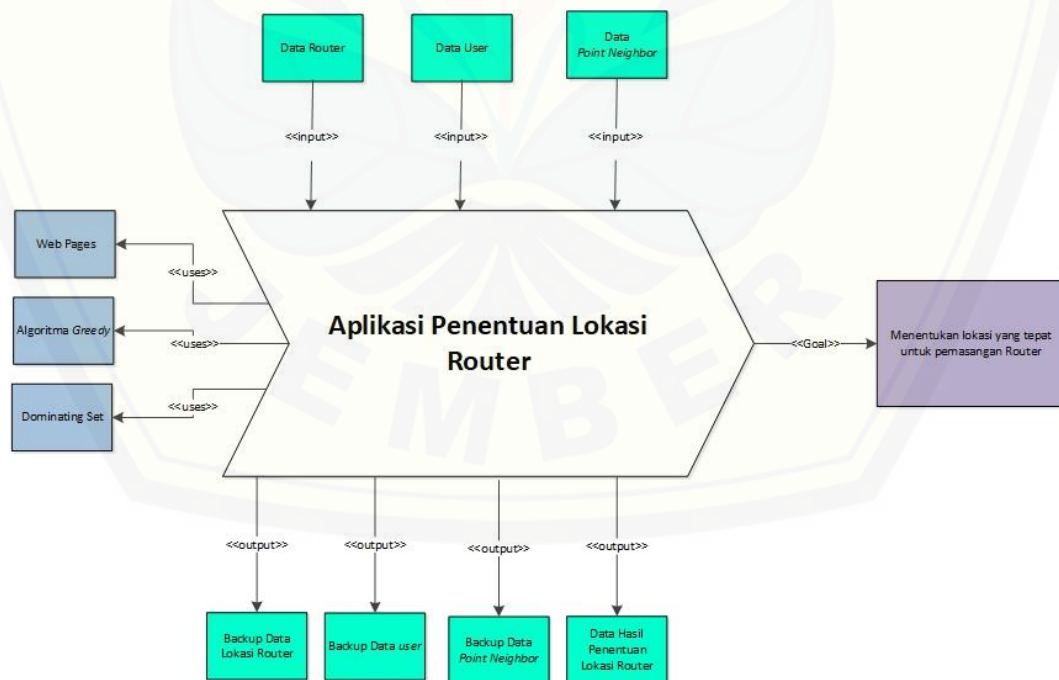 Data Router
Data User
Data
Point Neighbor
<<input>>
<<input>>
<<input>>
Web Pages
<<uses>>
Algoritma Greedy
<<uses>>
Dominating Set
<<uses>>
Aplikasi Penentuan Lokasi
Router
<<Goal>>
Menentukan lokasi yang tepat
untuk pemasangan Router
<<output>>
<<output>>
<<output>>
<<output>>
Backup Data
Lokasi Router
Backup Data user
Backup Data
Point Neighbor
Data Hasil
Penentuan
Lokasi Router
JEMBER